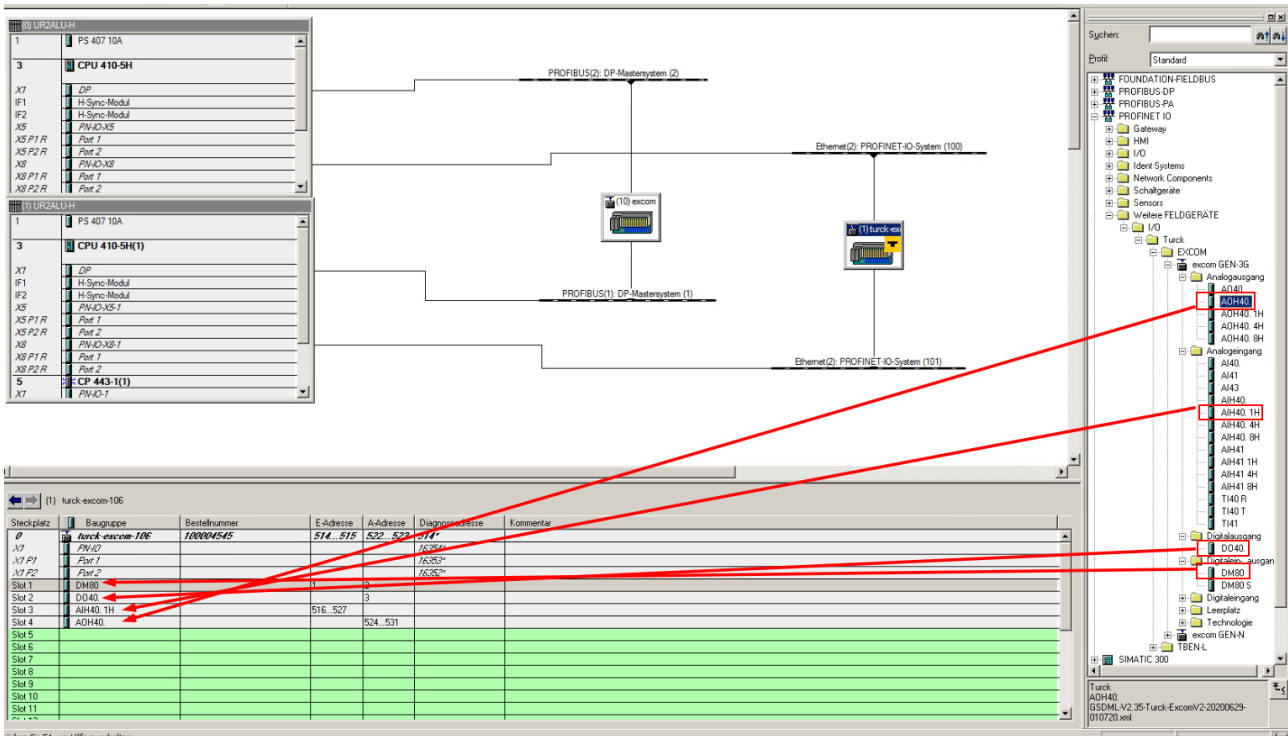 (0) UR2ALU-H
1 PS 407 10A
3 CPU 410-5H
X1 DP
IF1 H-Sync-Modul
IF2 H-Sync-Modul
X5 PN-IO-X5
X5 P1 R Port 1
X5 P2 R Port 2
X8 PN-IO-X8
X8 P1 R Port 1
X8 P2 R Port 2
(1) UR2ALU-H
1 PS 407 10A
3 CPU 410-5H(1)
X1 DP
IF1 H-Sync-Modul
IF2 H-Sync-Modul
X5 PN-IO-X5-1
X5 P1 R Port 1
X5 P2 R Port 2
X8 PN-IO-X8-1
X8 P1 R Port 1
X8 P2 R Port 2
5 CP 443-1(1)
X1 PN-IO-1
PROFIBUS(2): DP-Mastersystem (2)
Ethernet(2): PROFINET-IO-System (100)
(10) excom
(1) turck-ex
PROFIBUS(1): DP-Mastersystem (1)
Ethernet(2): PROFINET-IO-System (101)
Suchen:
Profil: Standard
FOUNDATION-FIELDBUS
PROFIBUS-DP
PROFIBUS-PA
PROFINET IO
Gateway
HMI
I/O
Ident Systems
Network Components
Schaltgeräte
Sensors
Weitere FELDGERÄTE
I/O
Turck
EXCOM
excom GEN-3G
Analogausgang
AO40.
AOH40.
AOH40. 1H
AOH40. 4H
AOH40. 8H
Analogeingang
AI40.
AI41
AI43
AIH40.
AIH40. 1H
AIH40. 4H
AIH40. 8H
AIH41
AIH41 1H
AIH41 4H
AIH41 8H
TI40 R
TI40 T
TI41
Digitalausgang
DO40.
Digitalein-, ausgan
DM80
DM80 S
Digitaleingang
Leerplatz
Technologie
excom GEN-N
TBEN-L
SIMATIC 300
Turck
AOH40.
GSDML-V2.35-Turck-ExcomV2-20200629-
010720.xml
(1) turck-excom-106
Steckplatz Baugruppe Bestellnummer E-Adresse A-Adresse Diagnoseadresse Kommentar
0 turck-excom-106 100004545 514...515 522...523 514*
X1 PN-IO 16354*
X1 P1 Port 1 16353*
X1 P2 Port 2 16352*
Slot 1 DM80 1 2
Slot 2 DO40. 3
Slot 3 AIH40. 1H 516...527
Slot 4 AOH40. 524...531
Slot 5
Slot 6
Slot 7
Slot 8
Slot 9
Slot 10
Slot 11